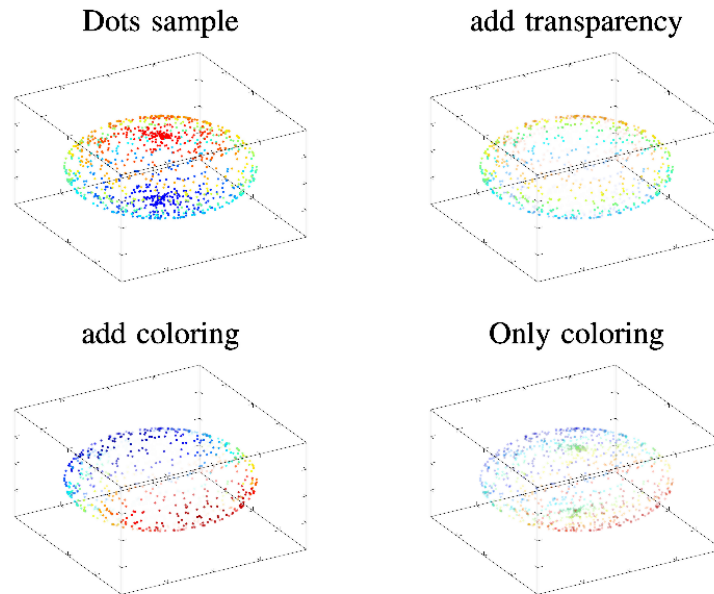 Dots sample
add transparency
add coloring
Only coloring